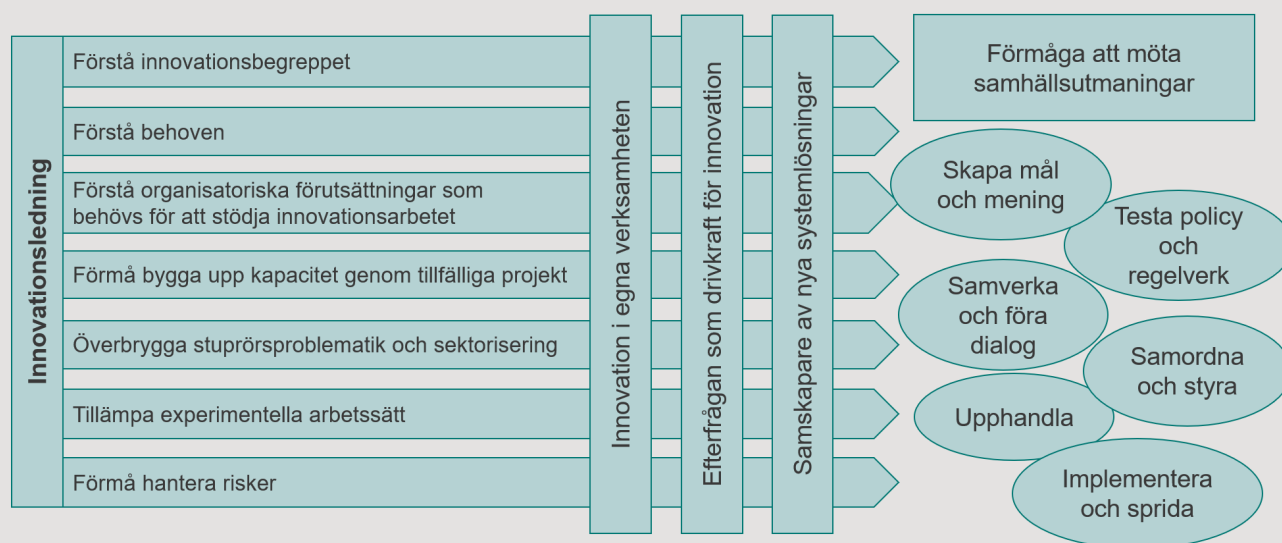 Innovationsledning
Förstå innovationsbegreppet
Förstå behoven
Förstå organisatoriska förutsättningar som
behövs för att stödja innovationsarbetet
Förmå bygga upp kapacitet genom tillfälliga projekt
Överbrygga stuprörsproblematik och sektorisering
Tillämpa experimentella arbetssätt
Förmå hantera risker
Innovation i egna verksamheten
Efterfrågan som drivkraft för innovation
Samskapare av nya systemlösningar
Förmåga att möta
samhällsutmaningar
Skapa mål
och mening
Testa policy
och
regelverk
Samverka
och föra
dialog
Samordna
och styra
Upphandla
Implementera
och sprida